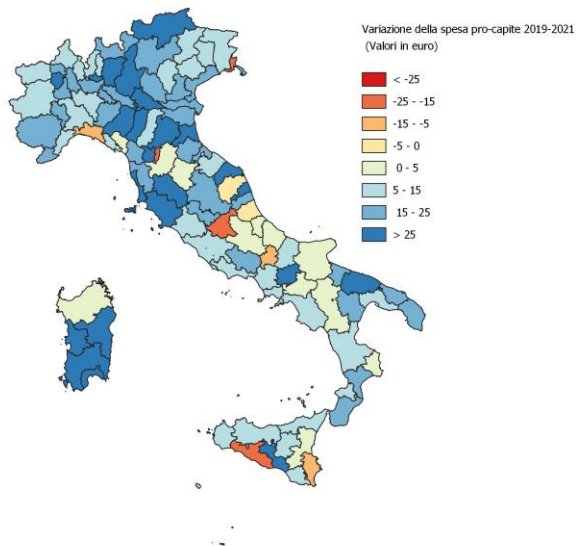 Variazione della spesa pro-capite 2019-2021
(Valori in euro)
< -25
-25 - -15
-15 - -5
-5 - 0
0 - 5
5 - 15
15 - 25
> 25